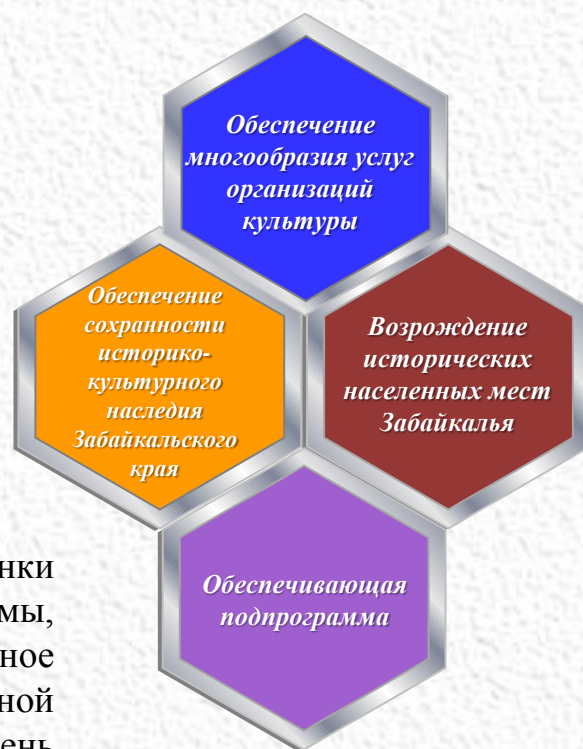 Обеспечение
многообразия услуг
организаций
культуры
Обеспечение
сохранности
историко-
культурного
наследия
Забайкальского
края
Возрождение
исторических
населенных мест
Забайкалья
Обеспечивающая
подпрограмма